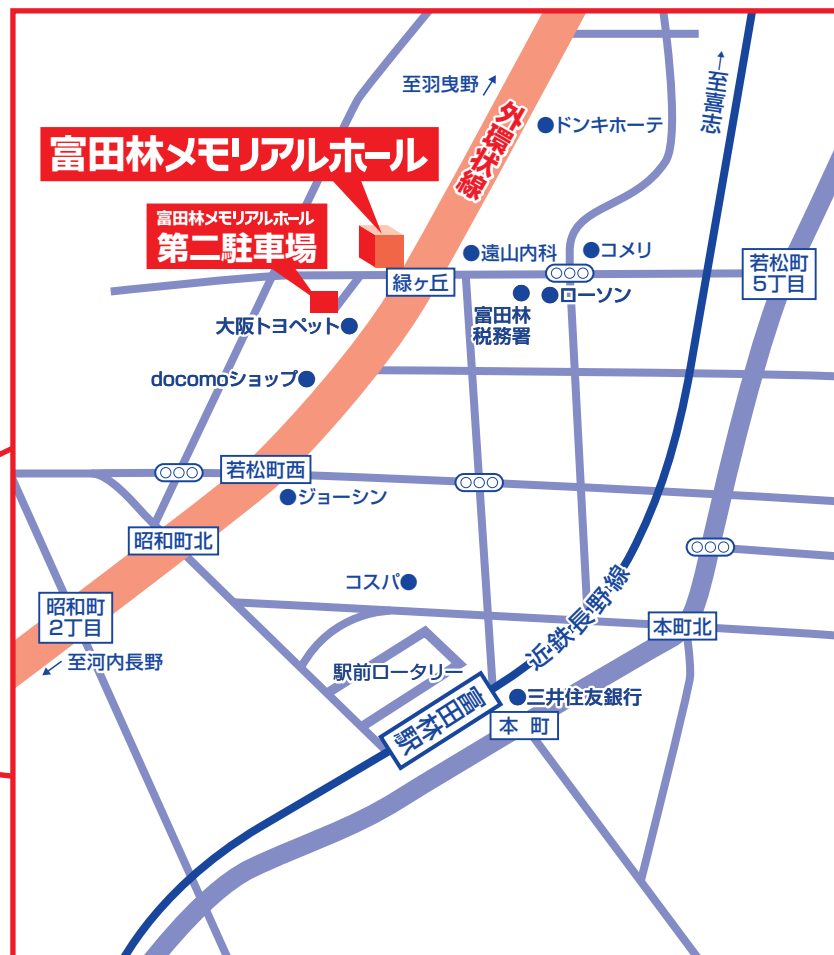 至羽曳野
至喜志
外環状線
ドンキホーテ
富田林メモリアルホール
富田林メモリアルホール
第二駐車場
遠山内科
コメリ
若松町
5丁目
緑ヶ丘
ローソン
富田林
税務署
大阪トヨペット
docomoショップ
若松町西
ジョーシン
昭和町北
コスパ
昭和町
2丁目
近鉄長野線
本町北
至河内長野
駅前ロータリー
富田林駅
三井住友銀行
本町